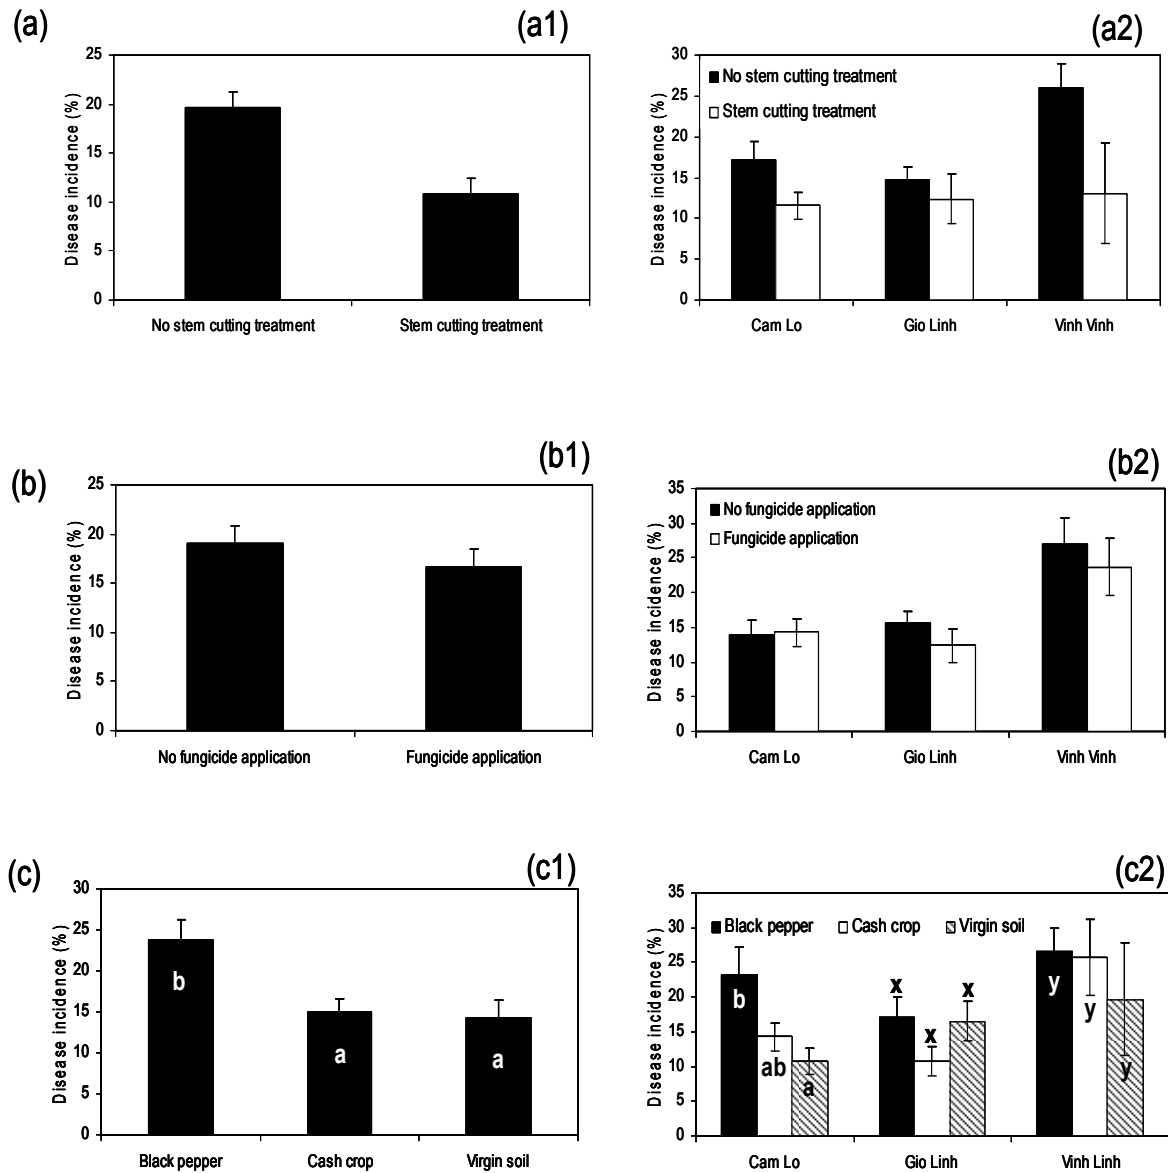 (a)
(a1)
25
20
15
10
5
0
Disease incidence (%)
No stem cutting treatment
Stem cutting treatment
(a2)
30
25
20
15
10
5
0
Disease incidence (%)
No stem cutting treatment
Stem cutting treatment
Cam Lo
Gio Linh
Vinh Vinh
(b)
(b1)
25
20
15
10
5
0
Disease incidence (%)
No fungicide application
Fungicide application
(b2)
35
30
25
20
15
10
5
0
Disease incidence (%)
No fungicide application
Fungicide application
Cam Lo
Gio Linh
Vinh Vinh
(c)
(c1)
30
25
20
15
10
5
0
Disease incidence (%)
b
a
a
Black pepper
Cash crop
Virgin soil
(c2)
35
30
25
20
15
10
5
0
Disease incidence (%)
Black pepper
Cash crop
Virgin soil
b
ab
a
x
x
x
y
y
y
Cam Lo
Gio Linh
Vinh Linh